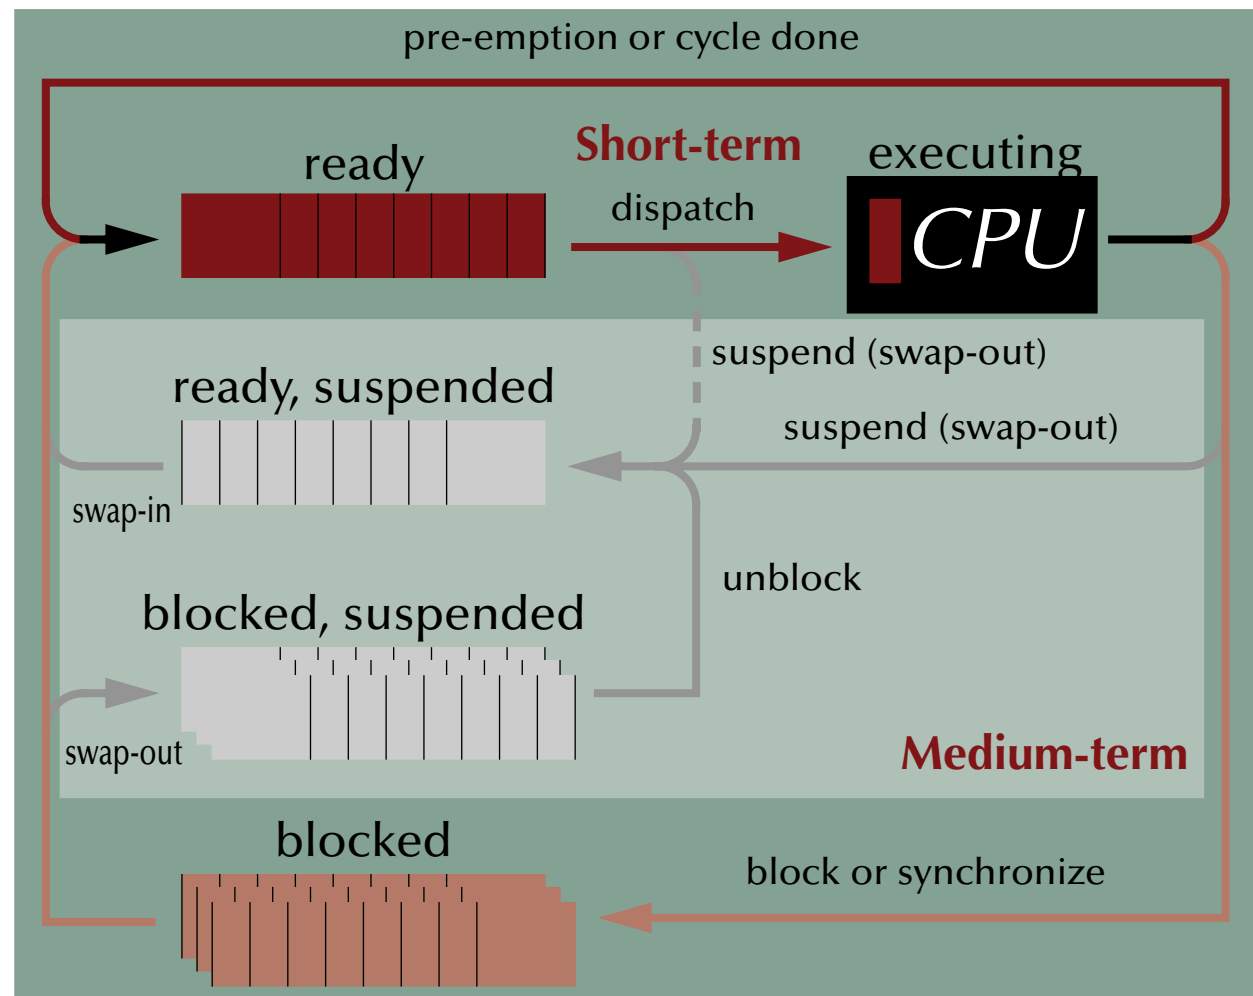 pre-emption or cycle done
Short-term
ready
executing
dispatch
CPU
suspend (swap-out)
ready, suspended
suspend (swap-out)
swap-in
unblock
blocked, suspended
swap-out
Medium-term
blocked
block or synchronize